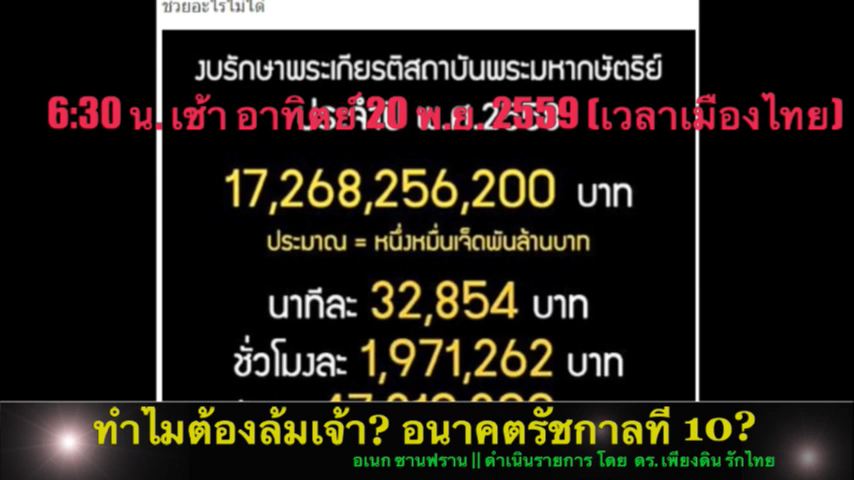 ช่วยอะไรไม่ได้
งบรักษาพระเกียรติสถาบันพระมหากษัตริย์
6:30 น. เช้า อาทิตย์ 20 พ.ย. 2559 (เวลาเมืองไทย)
17,268,256,200 บาท
ประมาณ = หนึ่งหมื่นเจ็ดพันล้านบาท
นาทีละ 32,854 บาท
ชั่วโมงละ 1,971,262 บาท
ทำไมต้องล้มเจ้า? อนาคตรัชกาลที่ 10?
อเนก ซานฟราน || ดำเนินรายการ โดย ดร. เพียงดิน รักไทย